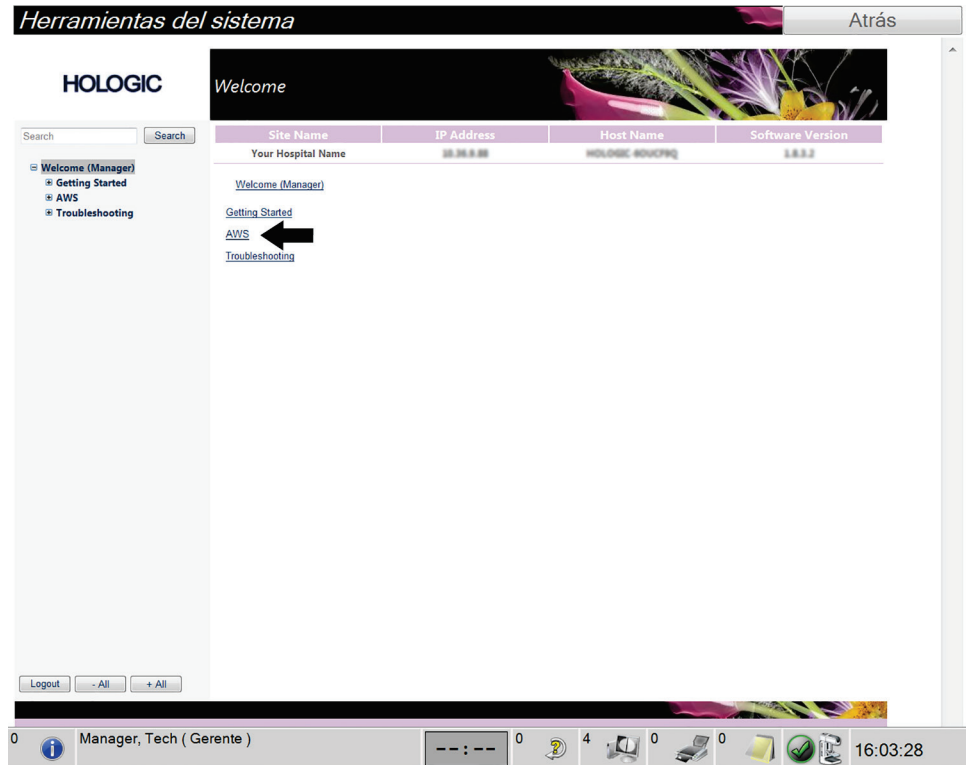 Herramientas del sistema
Atrás
HOLOGIC
Welcome
Search
Search
Site Name IP Address Host Name Software Version
Your Hospital Name
Welcome (Manager)
Getting Started
AWS
Troubleshooting
Welcome (Manager)
Getting Started
AWS
Troubleshooting
Logout
- All
+ All
0
Manager, Tech ( Gerente )
--:--
0
4
0
0
16:03:28